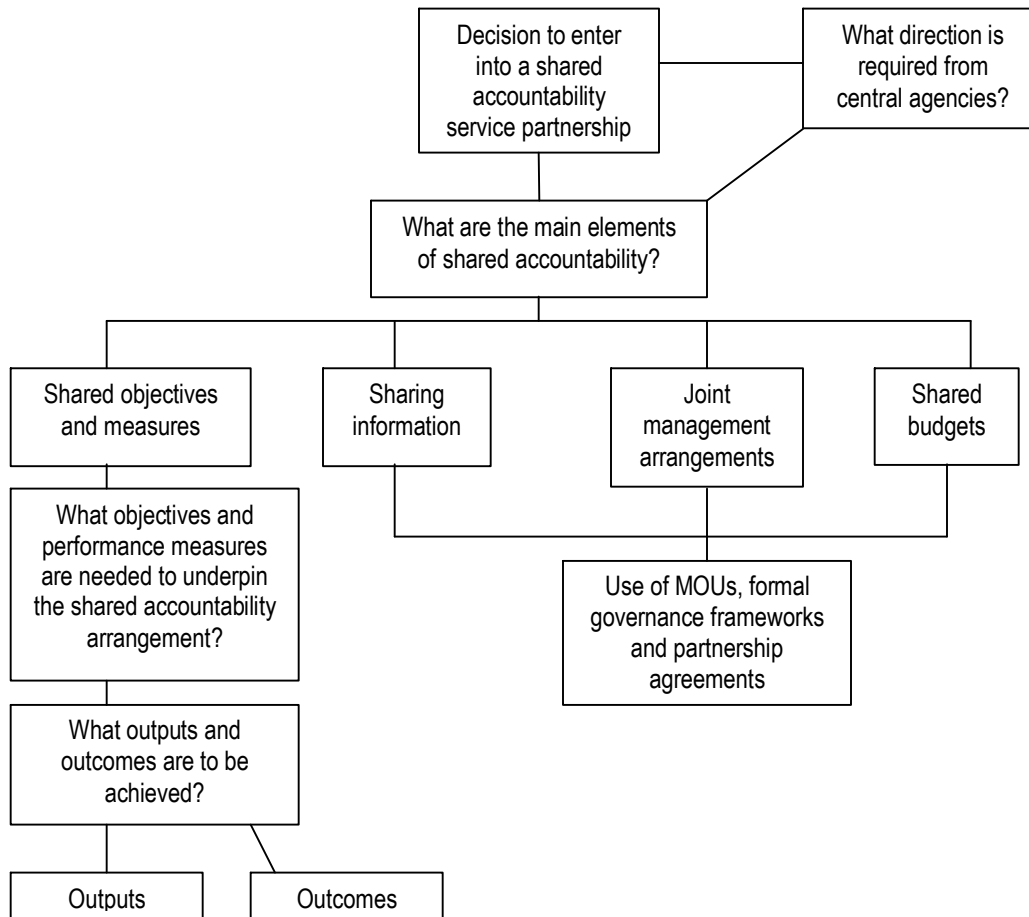 Decision to enter
into a shared
accountability
service partnership
What direction is
required from
central agencies?
What are the main elements
of shared accountability?
Shared objectives
and measures
Sharing
information
Joint
management
arrangements
Shared
budgets
What objectives and
performance measures
are needed to underpin
the shared accountability
arrangement?
Use of MOUs, formal
governance frameworks
and partnership
agreements
What outputs and
outcomes are to be
achieved?
Outputs
Outcomes